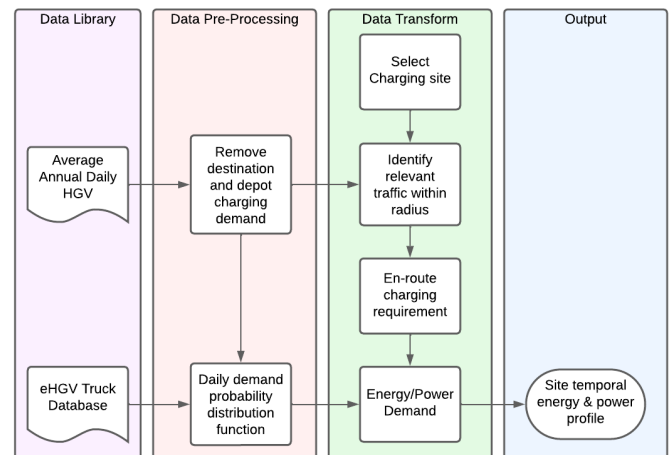 Data Library
Data Pre-Processing
Data Transform
Output
Select
Charging site
Average
Annual Daily
HGV
Remove
destination
and depot
charging
demand
Identify
relevant
traffic within
radius
En-route
charging
requirement
eHGV Truck
Database
Daily demand
probability
distribution
function
Energy/Power
Demand
Site temporal
energy & power
profile